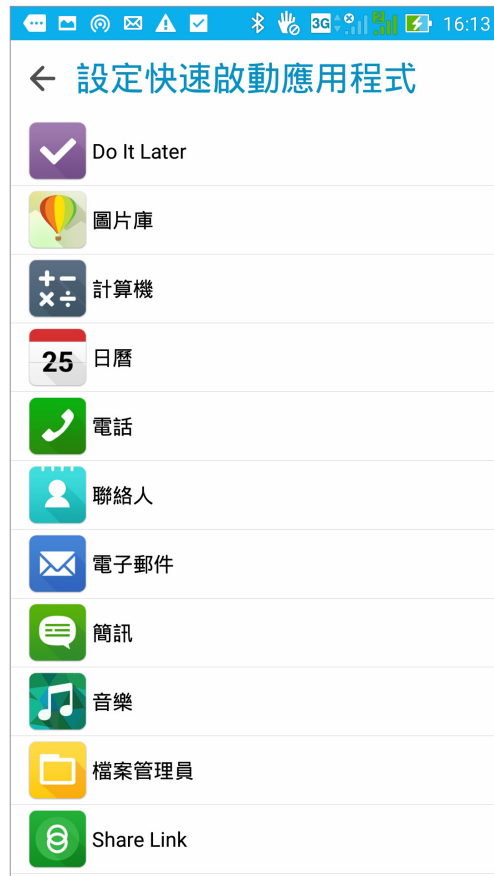 3G 16:13
設定快速啟動應用程式
Do It Later
圖片庫
計算機
25 日曆
電話
聯絡人
電子郵件
簡訊
音樂
檔案管理員
Share Link